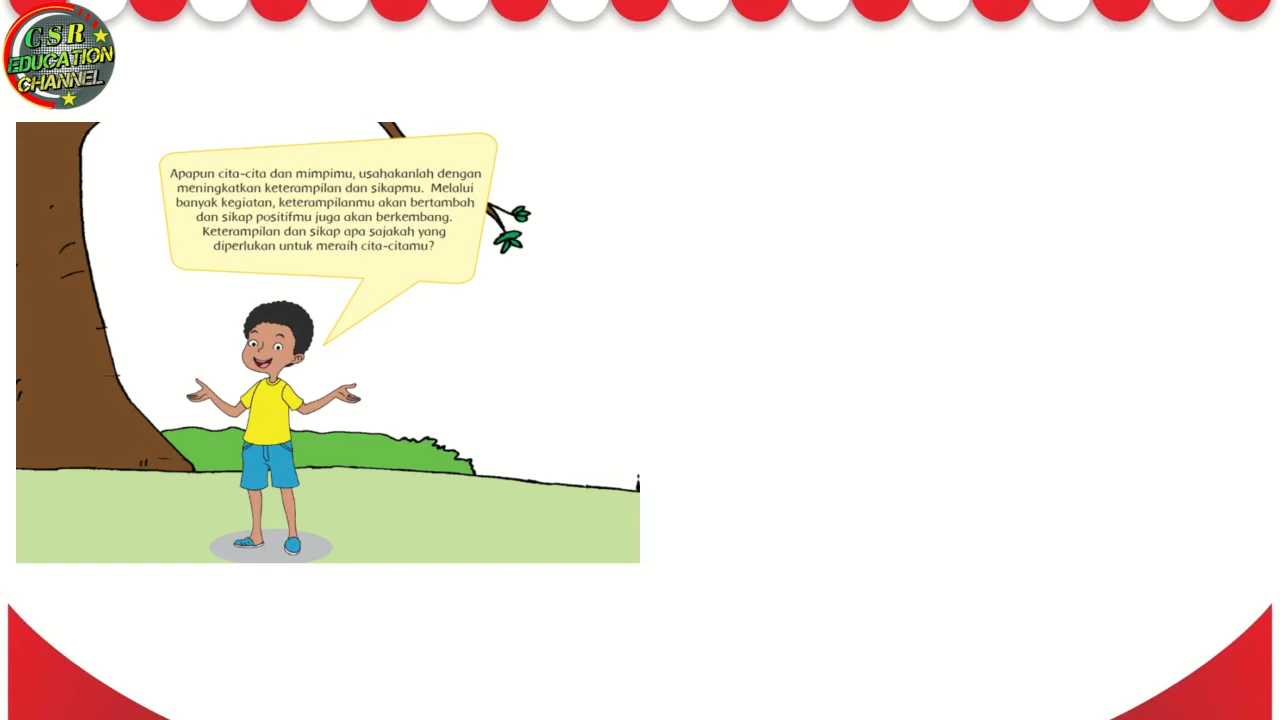 CSR
EDUCATION
CHANNEL
Apapun cita-cita dan mimpimu, usahakanlah dengan
meningkatkan keterampilan dan sikapmu. Melalui
banyak kegiatan, keterampilanmu akan bertambah
dan sikap positifmu juga akan berkembang.
Keterampilan dan sikap apa sajakah yang
diperlukan untuk meraih cita-citamu?